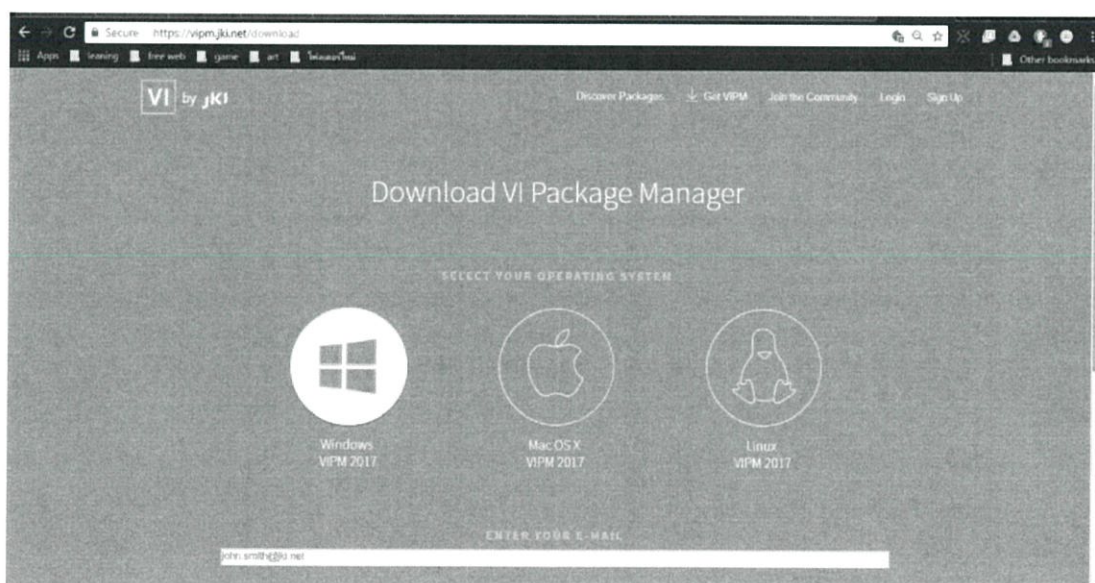 Secure https://vipm.jki.net/download
Apps leaning free web game art Other bookmarks
VI by JKI Discover Packages Get VIPM Join the Community Login Sign Up
Download VI Package Manager
SELECT YOUR OPERATING SYSTEM
Windows Mac OS X Linux
VIPM 2017 VIPM 2017 VIPM 2017
ENTER YOUR E-MAIL
john.smith@jki.net